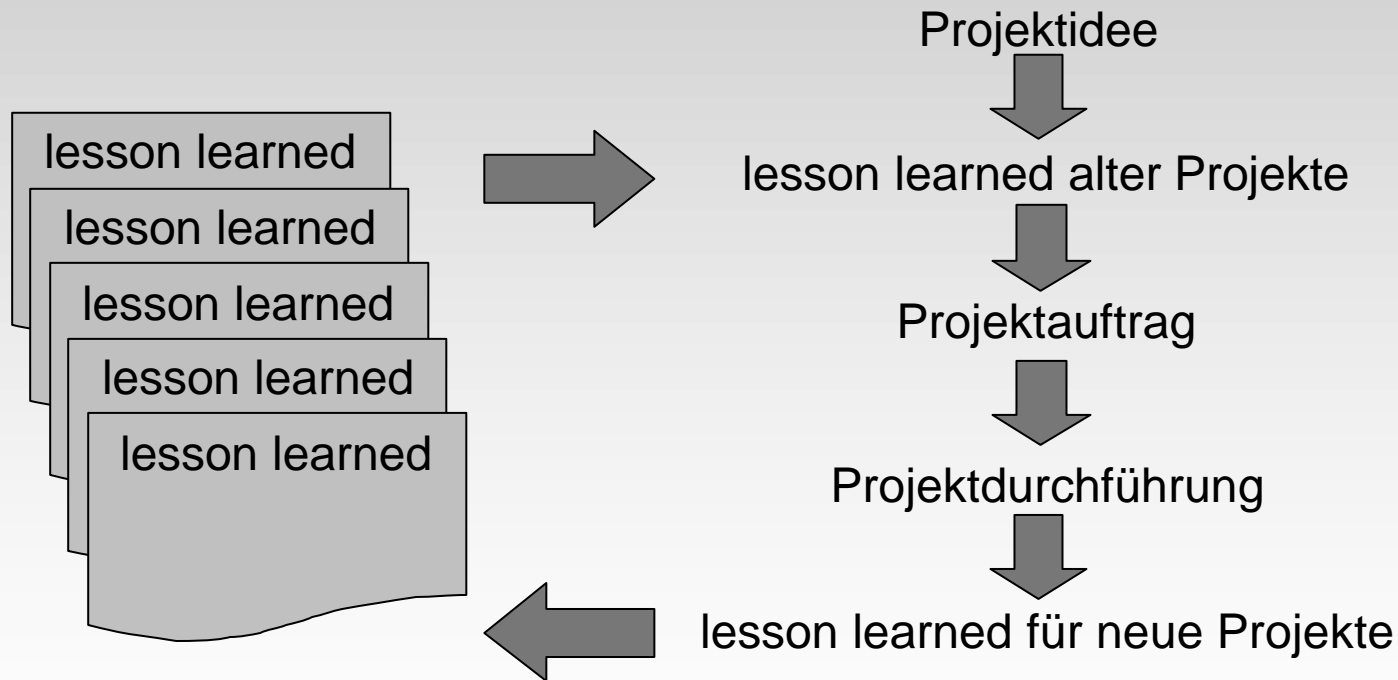 lesson learned
lesson learned
lesson learned
lesson learned
lesson learned
Projektidee
lesson learned alter Projekte
Projektauftrag
Projektdurchführung
lesson learned für neue Projekte